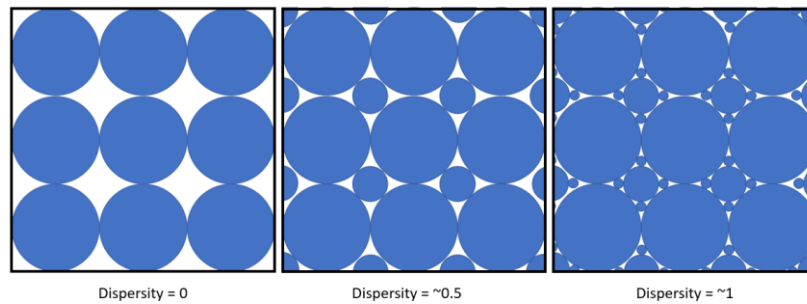 Dispersity = 0
Dispersity = ~0.5
Dispersity = ~1